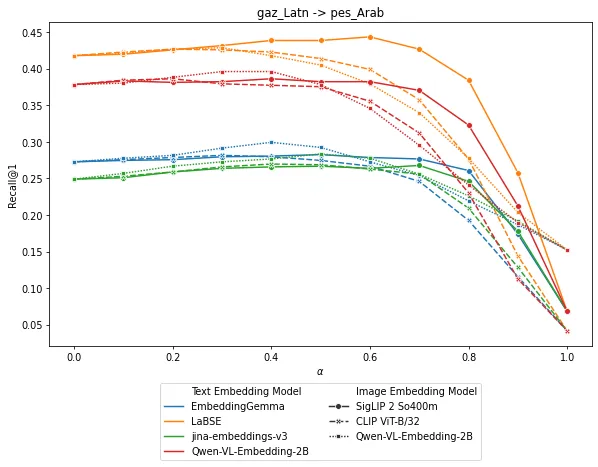 gaz_Latn -> pes_Arab
Recall@1
0.45
0.40
0.35
0.30
0.25
0.20
0.15
0.10
0.05
0.0
0.2
0.4
0.6
0.8
1.0
α
Text Embedding Model
EmbeddingGemma
LaBSE
jina-embeddings-v3
Qwen-VL-Embedding-2B
Image Embedding Model
SigLIP 2 So400m
CLIP ViT-B/32
Qwen-VL-Embedding-2B